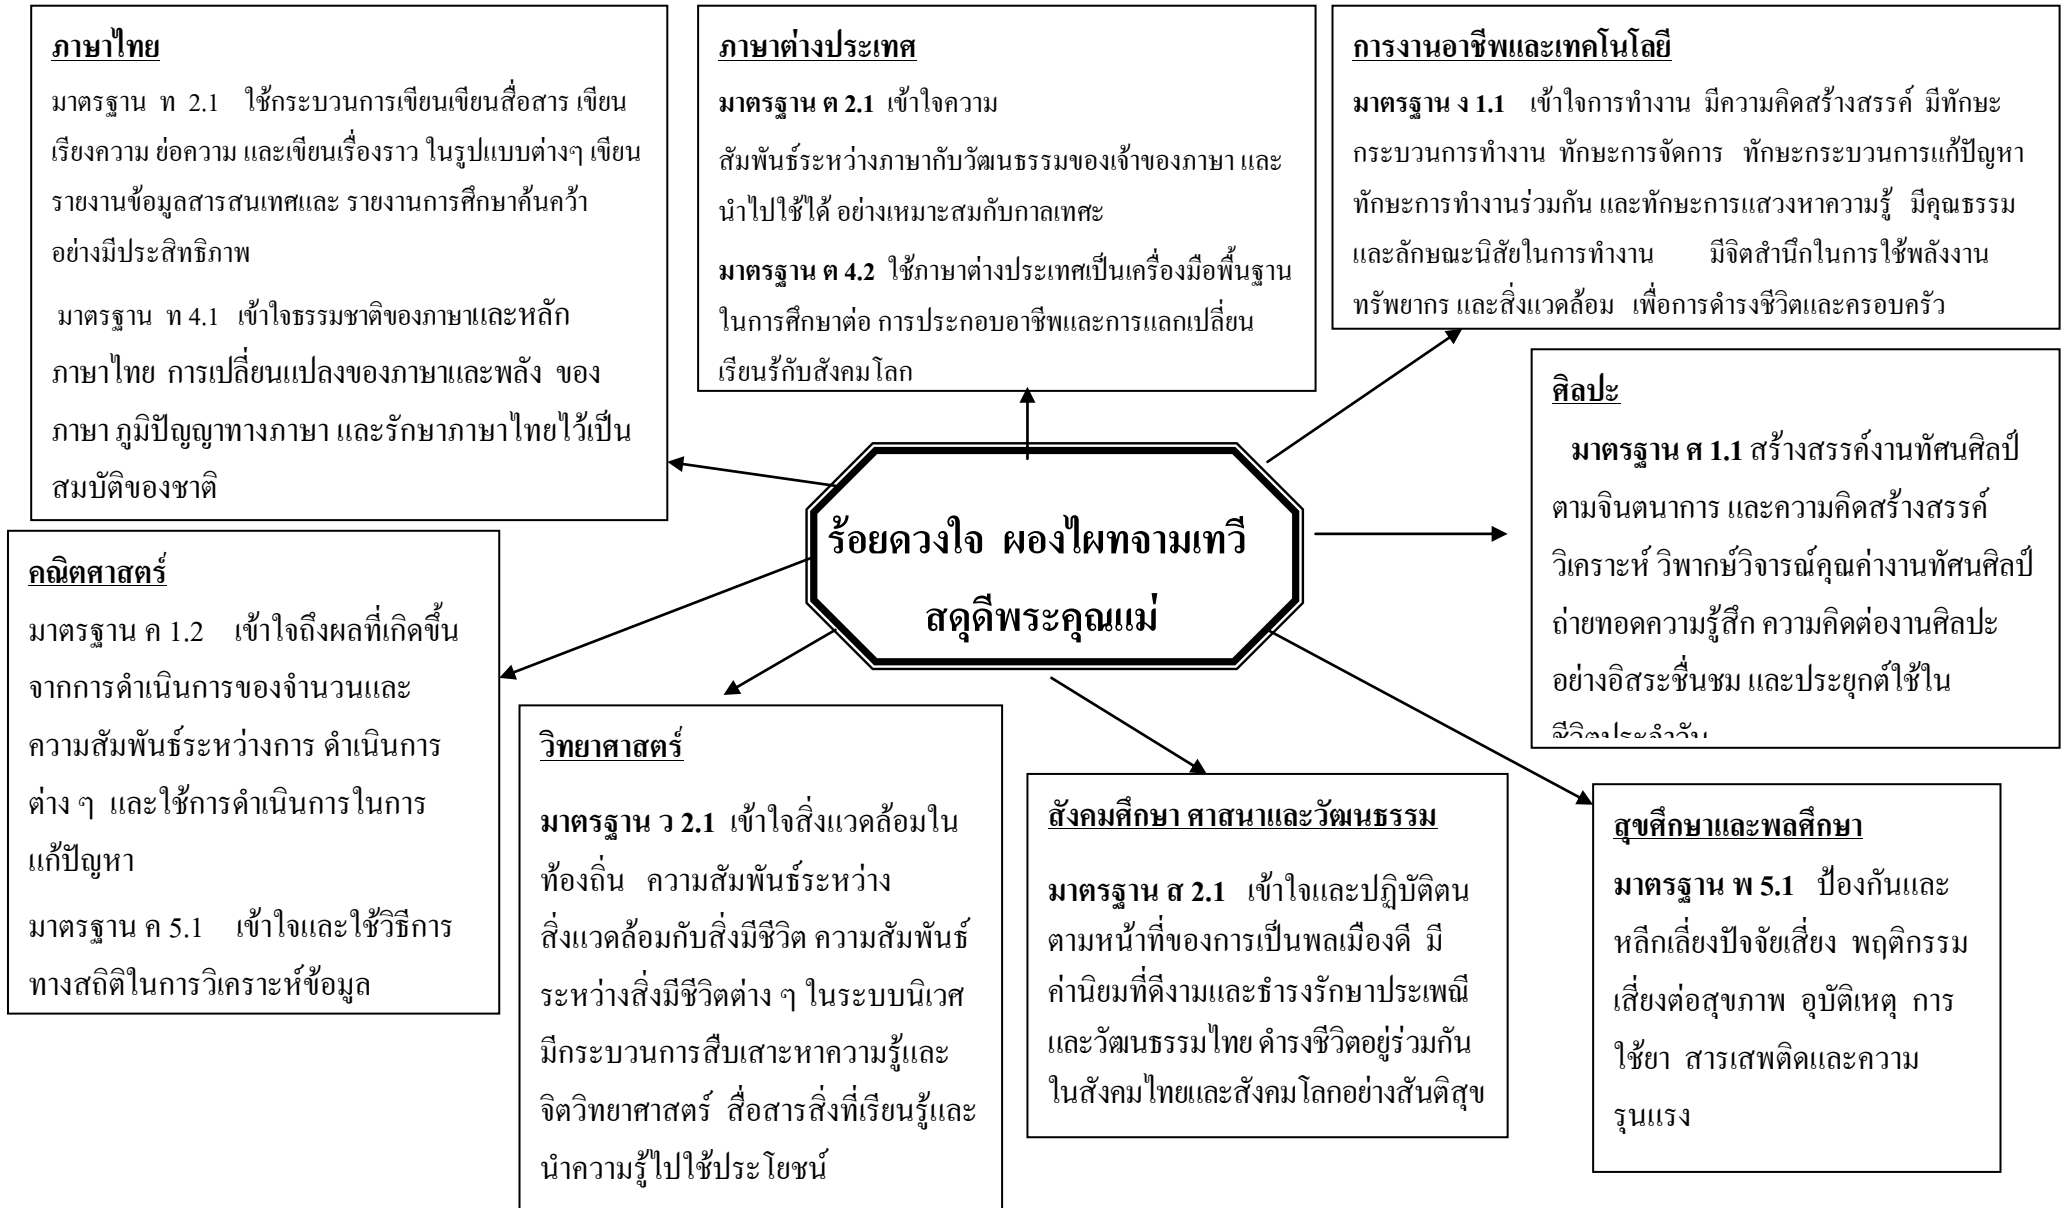 ภาษาไทย
มาตรฐาน ท 2.1 ใช้กระบวนการเขียนเขียนสื่อสาร เขียน
เรียงความ ย่อความ และเขียนเรื่องราว ในรูปแบบต่างๆ เขียน
รายงานข้อมูลสารสนเทศและ รายงานการศึกษาค้นคว้า
อย่างมีประสิทธิภาพ
มาตรฐาน ท 4.1 เข้าใจธรรมชาติของภาษาและหลัก
ภาษาไทย การเปลี่ยนแปลงของภาษาและพลัง ของ
ภาษา ภูมิปัญญาทางภาษา และรักษาภาษาไทยไว้เป็น
สมบัติของชาติ
ภาษาต่างประเทศ
มาตรฐาน ต 2.1 เข้าใจความ
สัมพันธ์ระหว่างภาษากับวัฒนธรรมของเจ้าของภาษา และ
นำไปใช้ได้ อย่างเหมาะสมกับกาลเทศะ
มาตรฐาน ต 4.2 ใช้ภาษาต่างประเทศเป็นเครื่องมือพื้นฐาน
ในการศึกษาต่อ การประกอบอาชีพและการแลกเปลี่ยน
เรียนรู้กับสังคมโลก
การงานอาชีพและเทคโนโลยี
มาตรฐาน ง 1.1 เข้าใจการทำงาน มีความคิดสร้างสรรค์ มีทักษะ
กระบวนการทำงาน ทักษะการจัดการ ทักษะกระบวนการแก้ปัญหา
ทักษะการทำงานร่วมกัน และทักษะการแสวงหาความรู้ มีคุณธรรม
และลักษณะนิสัยในการทำงาน มีจิตสำนึกในการใช้พลังงาน
ทรัพยากร และสิ่งแวดล้อม เพื่อการดำรงชีวิตและครอบครัว
ศิลปะ
มาตรฐาน ศ 1.1 สร้างสรรค์งานทัศนศิลป์
ตามจินตนาการ และความคิดสร้างสรรค์
วิเคราะห์ วิพากษ์วิจารณ์คุณค่างานทัศนศิลป์
ถ่ายทอดความรู้สึก ความคิดต่องานศิลปะ
อย่างอิสระชื่นชม และประยุกต์ใช้ใน
ชีวิตประจำวัน
ร้อยดวงใจ ผองไผทจามเทวี
สดุดีพระคุณแม่
คณิตศาสตร์
มาตรฐาน ค 1.2 เข้าใจถึงผลที่เกิดขึ้น
จากการดำเนินการของจำนวนและ
ความสัมพันธ์ระหว่างการ ดำเนินการ
ต่าง ๆ และใช้การดำเนินการในการ
แก้ปัญหา
มาตรฐาน ค 5.1 เข้าใจและใช้วิธีการ
ทางสถิติในการวิเคราะห์ข้อมูล
วิทยาศาสตร์
มาตรฐาน ว 2.1 เข้าใจสิ่งแวดล้อมใน
ท้องถิ่น ความสัมพันธ์ระหว่าง
สิ่งแวดล้อมกับสิ่งมีชีวิต ความสัมพันธ์
ระหว่างสิ่งมีชีวิตต่าง ๆ ในระบบนิเวศ
มีกระบวนการสืบเสาะหาความรู้และ
จิตวิทยาศาสตร์ สื่อสารสิ่งที่เรียนรู้และ
นำความรู้ไปใช้ประโยชน์
สังคมศึกษา ศาสนาและวัฒนธรรม
มาตรฐาน ส 2.1 เข้าใจและปฏิบัติตน
ตามหน้าที่ของการเป็นพลเมืองดี มี
ค่านิยมที่ดีงามและธำรงรักษาประเพณี
และวัฒนธรรมไทย ดำรงชีวิตอยู่ร่วมกัน
ในสังคมไทยและสังคมโลกอย่างสันติสุข
สุขศึกษาและพลศึกษา
มาตรฐาน พ 5.1 ป้องกันและ
หลีกเลี่ยงปัจจัยเสี่ยง พฤติกรรม
เสี่ยงต่อสุขภาพ อุบัติเหตุ การ
ใช้ยา สารเสพติดและความ
รุนแรง